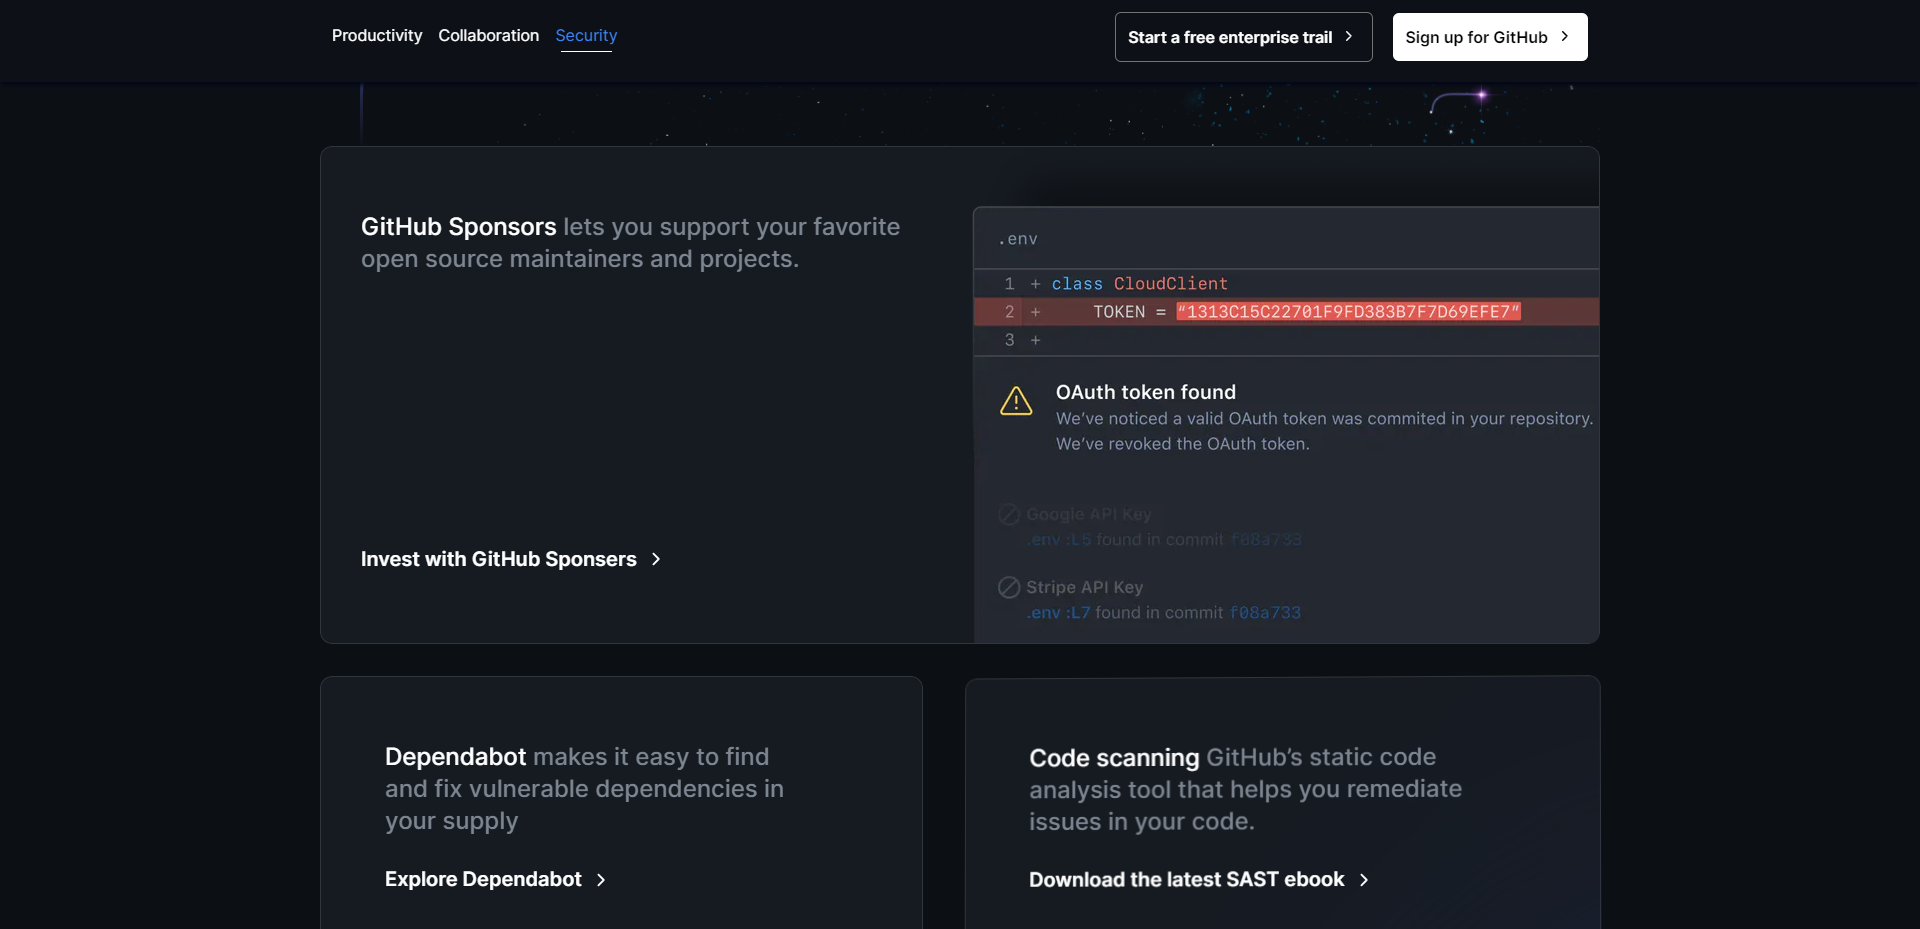 Productivity Collaboration Security
Start a free enterprise trail
Sign up for GitHub
GitHub Sponsors lets you support your favorite
open source maintainers and projects.
Invest with GitHub Sponsers
.env
1 + class CloudClient
2 + TOKEN = “1313C15C22701F9FD383B7F7D69EFE7”
3 +
OAuth token found
We’ve noticed a valid OAuth token was commited in your repository.
We’ve revoked the OAuth token.
Google API Key
.env :L5 found in commit f08a733
Stripe API Key
.env :L7 found in commit f08a733
Dependabot makes it easy to find
and fix vulnerable dependencies in
your supply
Explore Dependabot
Code scanning GitHub’s static code
analysis tool that helps you remediate
issues in your code.
Download the latest SAST ebook